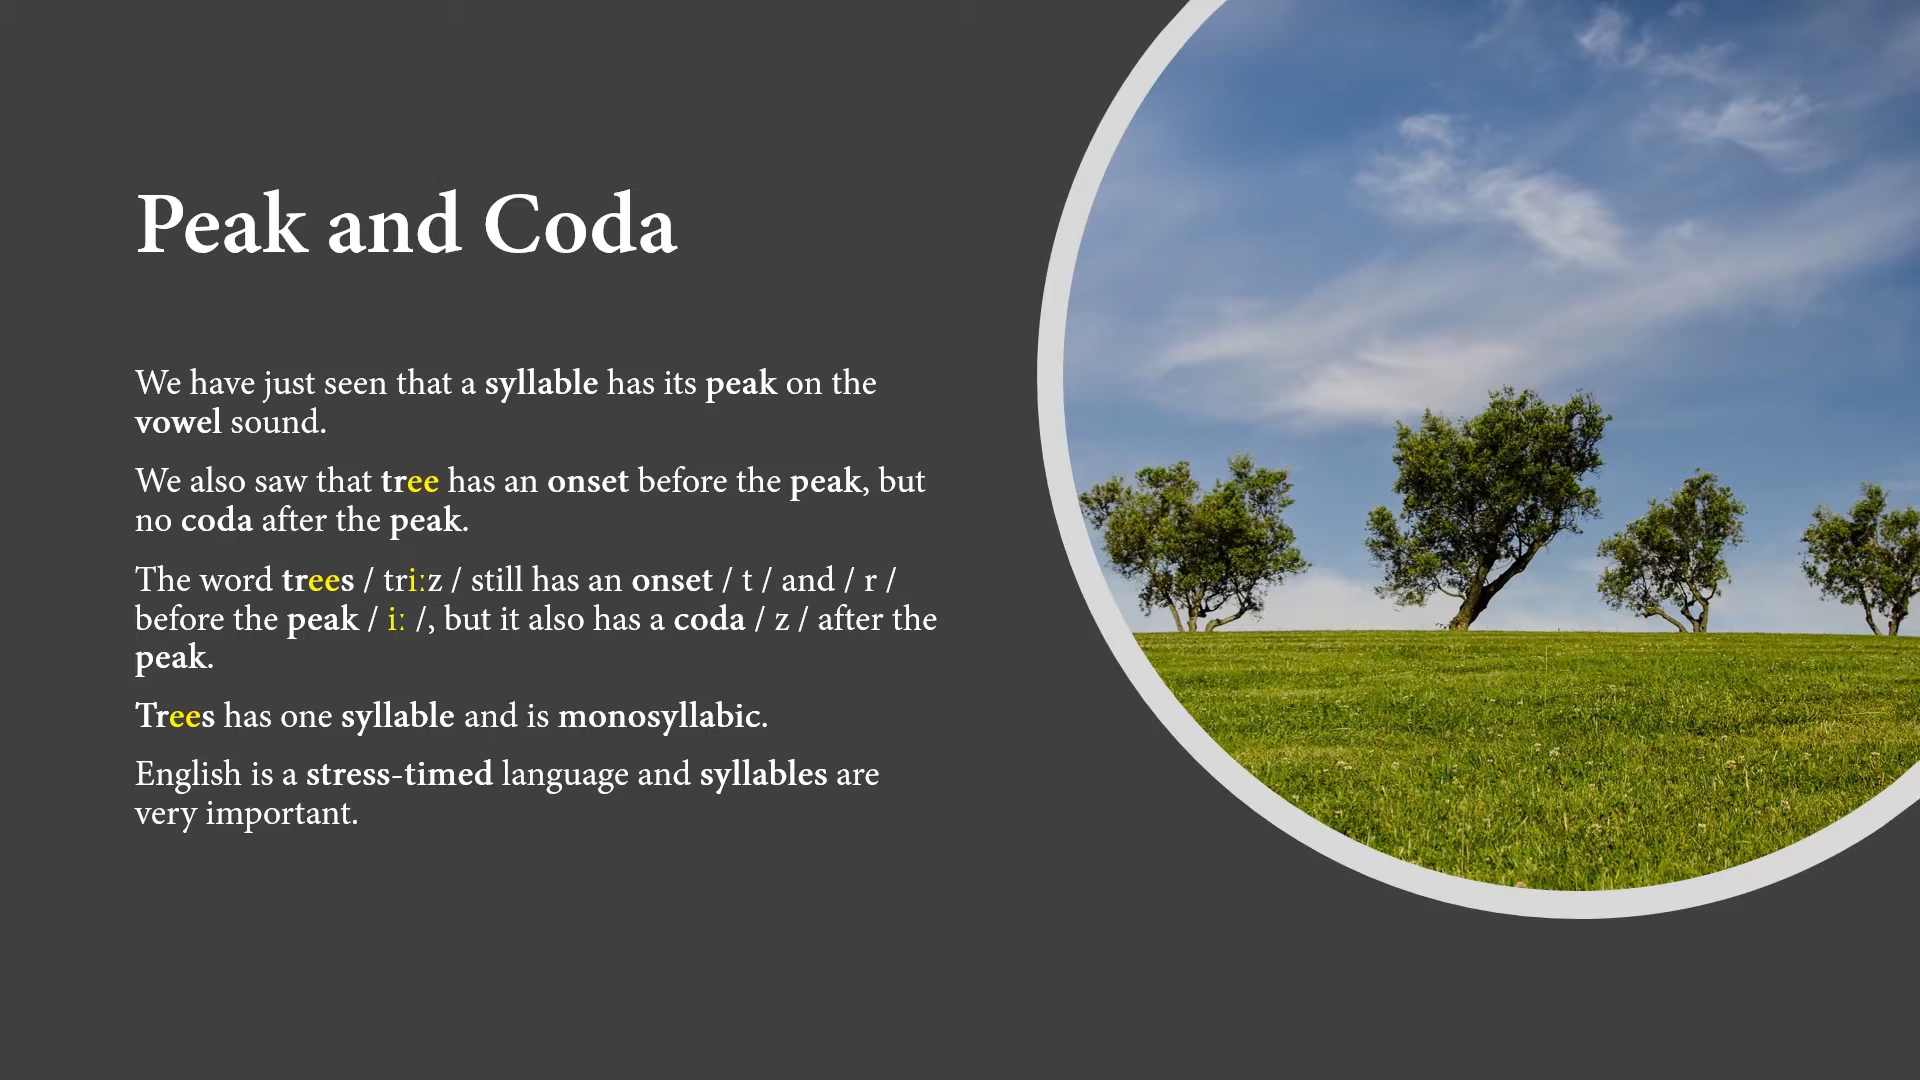 Peak and Coda
We have just seen that a syllable has its peak on the
vowel sound.
We also saw that tree has an onset before the peak, but
no coda after the peak.
The word trees / triːz / still has an onset / t / and / r /
before the peak / iː /, but it also has a coda / z / after the
peak.
Trees has one syllable and is monosyllabic.
English is a stress-timed language and syllables are
very important.